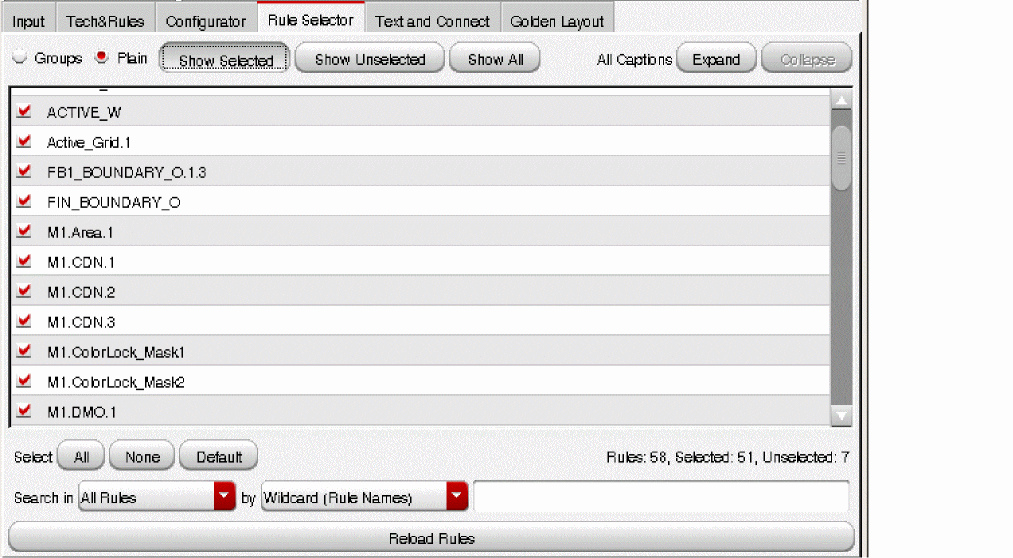 Input Tech&Rules Configurator Rule Selector Text and Connect Golden Layout
Groups Plain Show Selected Show Unselected Show All All Captions Expand Collapse
ACTIVE_W
Active_Grid.1
FB1_BOUNDARY_O.1.3
FIN_BOUNDARY_O
M1.Area.1
M1.CDN.1
M1.CDN.2
M1.CDN.3
M1.ColorLock_Mask1
M1.ColorLock_Mask2
M1.DMO.1
Select All None Default Rules: 58, Selected: 51, Unselected: 7
Search in All Rules by Wildcard (Rule Names)
Reload Rules